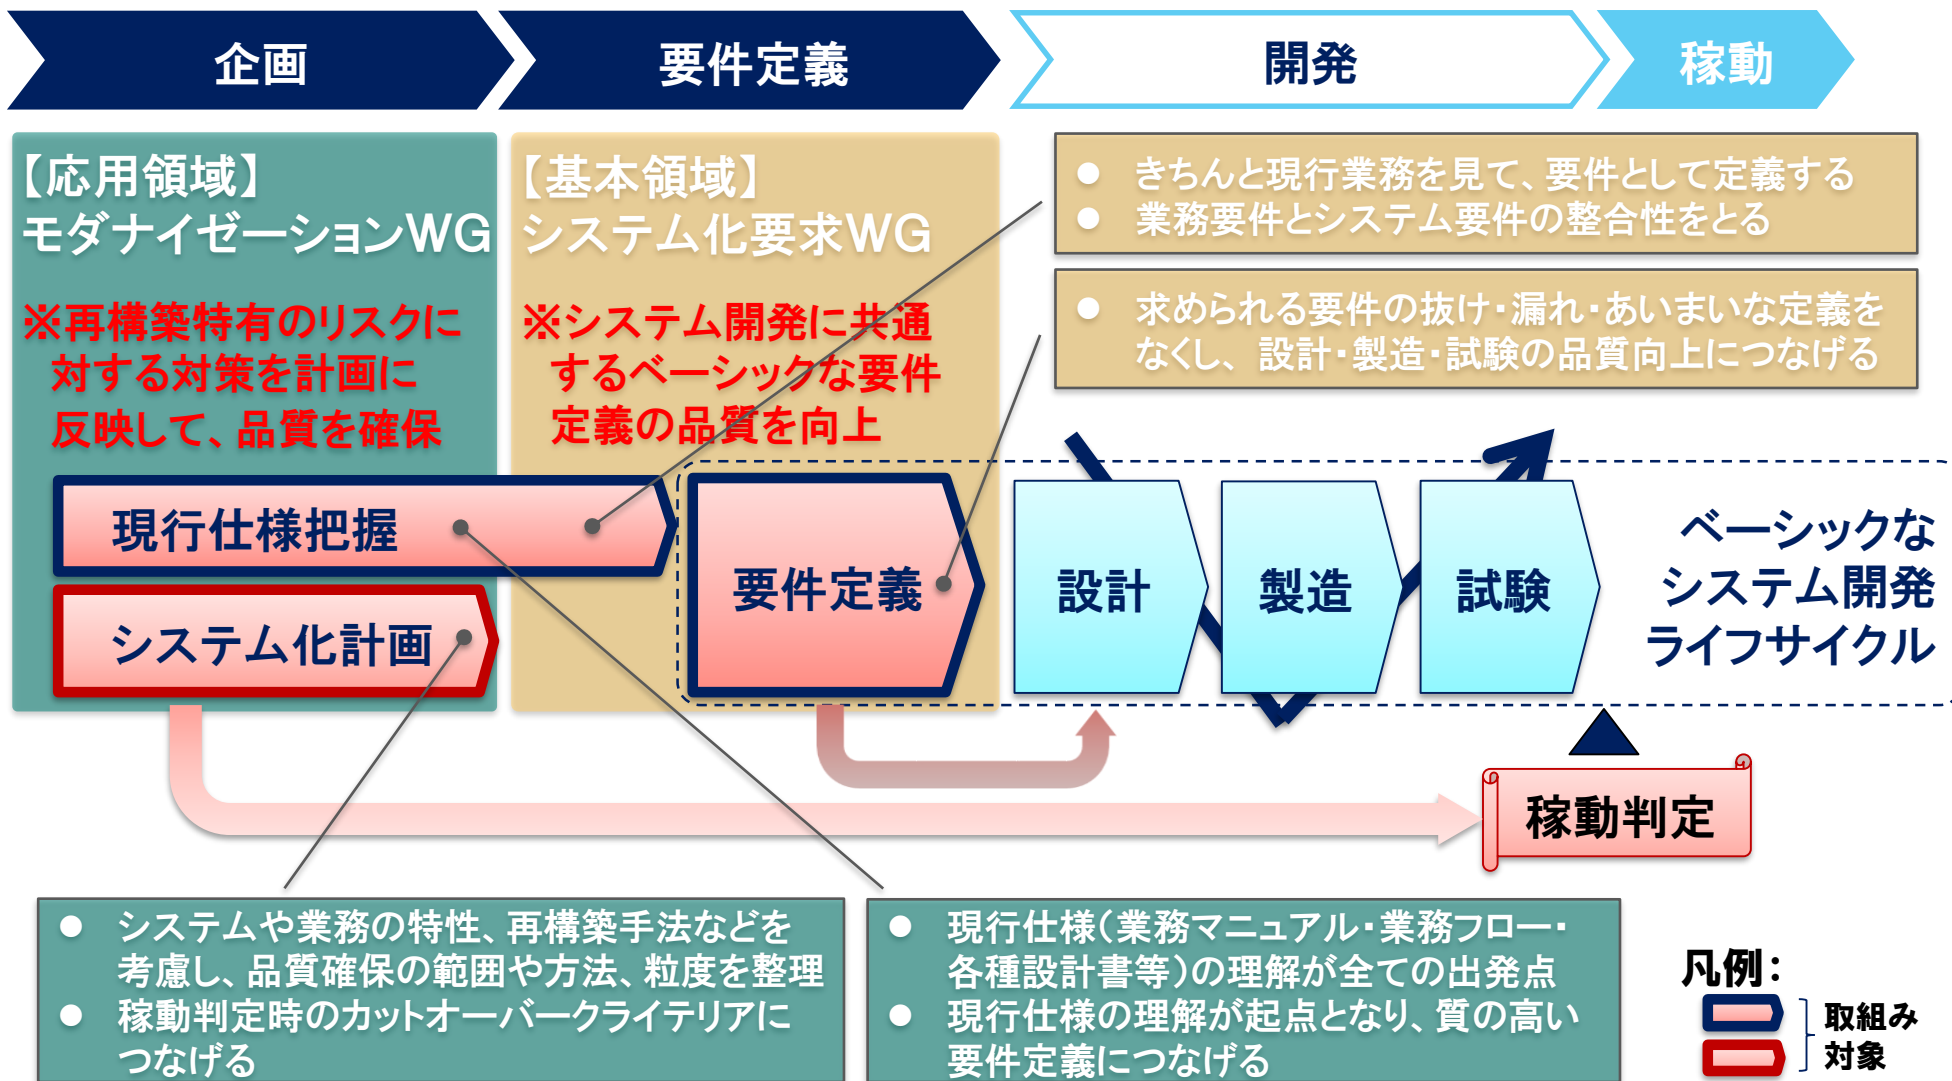 企画
要件定義
開発
稼動
【応用領域】
モダナイゼーションWG
※再構築特有のリスクに
対する対策を計画に
反映して、品質を確保
【基本領域】
システム化要求WG
※システム開発に共通
するベーシックな要件
定義の品質を向上
● きちんと現行業務を見て、要件として定義する
● 業務要件とシステム要件の整合性をとる
● 求められる要件の抜け・漏れ・あいまいな定義を
なくし、設計・製造・試験の品質向上につなげる
現行仕様把握
システム化計画
要件定義
設計
製造
試験
ベーシックな
システム開発
ライフサイクル
稼動判定
● システムや業務の特性、再構築手法などを
考慮し、品質確保の範囲や方法、粒度を整理
● 稼動判定時のカットオーバークライテリアに
つなげる
● 現行仕様(業務マニュアル・業務フロー・
各種設計書等)の理解が全ての出発点
● 現行仕様の理解が起点となり、質の高い
要件定義につなげる
凡例:
取組み
対象